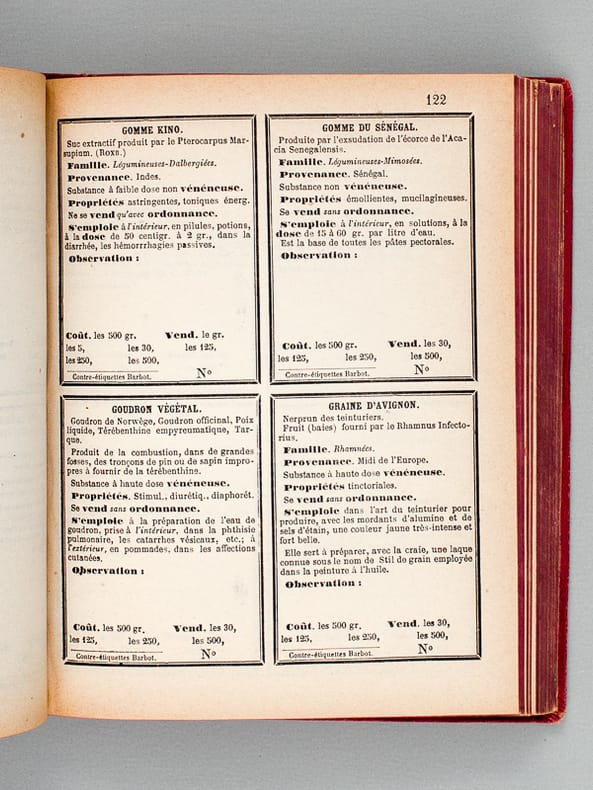 122
GOMME KINO.
Suc extractif produit par le Pterocarpus Mar-
supium. (ROXB.)
Famille. Légumineuses-Dalbergiées.
Provenance. Indes.
Substance à faible dose non vénéneuse.
Propriétés astringentes, toniques énerg.
Ne se vend qu'avec ordonnance.
S'emploie à l'intérieur, en pilules, potions,
à la dose de 50 centigr. à 2 gr., dans la
diarrhée, les hémorrhagies passives.
Observation :
Coût. les 500 gr. Vend. le gr.
les 5, les 30, les 125,
les 250, les 500,
Contre-étiquettes Barbot. No
GOMME DU SÉNÉGAL.
Produite par l'exsudation de l'écorce de l'Aca-
cia Senegalensis.
Famille. Légumineuses-Mimosées.
Provenance. Sénégal.
Substance non vénéneuse.
Propriétés émollientes, mucilagineuses.
Se vend sans ordonnance.
S'emploie à l'intérieur, en solutions, à la
dose de 15 à 60 gr. par litre d'eau.
Est la base de toutes les pâtes pectorales.
Observation :
Coût. les 500 gr. Vend. les 30,
les 125, les 250, les 500,
Contre-étiquettes Barbot. No
GOUDRON VÉGÉTAL.
Goudron de Norwège, Goudron officinal, Poix
liquide, Térébenthine empyreumatique, Tar-
que.
Produit de la combustion, dans de grandes
fosses, des tronçons de pin ou de sapin impro-
pres à fournir de la térébenthine.
Substance à haute dose vénéneuse.
Propriétés. Stimul., diurétiq., diaphorét.
Se vend sans ordonnance.
S'emploie à la préparation de l'eau de
goudron, prise à l'intérieur, dans la phthisie
pulmonaire, les catarrhes vésicaux, etc.; à
l'extérieur, en pommades, dans les affections
cutanées.
Observation :
Coût. les 500 gr. Vend. les 30,
les 125, les 250, les 500,
Contre-étiquettes Barbot. No
GRAINE D'AVIGNON.
Nerprun des teinturiers.
Fruit (baies) fourni par le Rhamnus Infecto-
rius.
Famille. Rhamnées.
Provenance. Midi de l'Europe.
Substance à haute dose vénéneuse.
Propriétés tinctoriales.
Se vend sans ordonnance.
S'emploie dans l'art du teinturier pour
produire, avec les mordants d'alumine et de
sels d'étain, une couleur jaune très-intense et
fort belle.
Elle sert à préparer, avec la craie, une laque
connue sous le nom de Stil de grain employée
dans la peinture à l'huile.
Observation :
Coût. les 500 gr. Vend. les 30,
les 125, les 250, les 500,
Contre-étiquettes Barbot. No